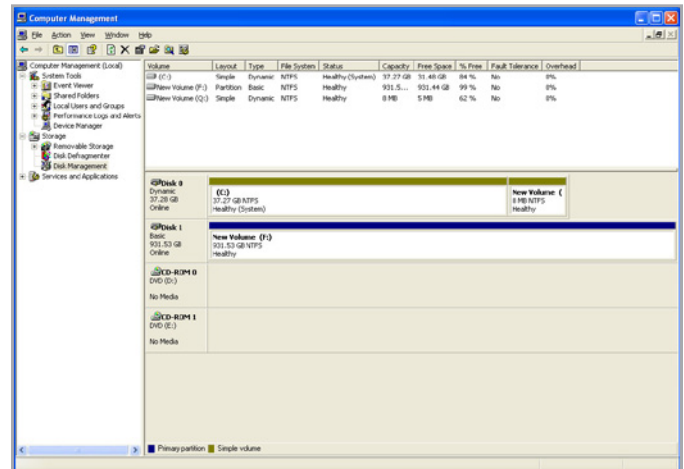 Computer Management
File Action View Window Help
Computer Management (Local)
System Tools
Event Viewer
Shared Folders
Local Users and Groups
Performance Logs and Alerts
Device Manager
Storage
Removable Storage
Disk Defragmenter
Disk Management
Services and Applications
Volume Layout Type File System Status Capacity Free Space % Free Fault Tolerance Overhead
(C:) Simple Dynamic NTFS Healthy (System) 37.27 GB 31.48 GB 84 % No 0%
New Volume (F:) Partition Basic NTFS Healthy 931.5... 931.44 GB 99 % No 0%
New Volume (Q:) Simple Dynamic NTFS Healthy 8 MB 5 MB 62 % No 0%
Disk 0
Dynamic
37.28 GB
Online
(C:)
37.27 GB NTFS
Healthy (System)
New Volume (
8 MB NTFS
Healthy
Disk 1
Basic
931.53 GB
Online
New Volume (F:)
931.53 GB NTFS
Healthy
CD-ROM 0
DVD (D:)
No Media
CD-ROM 1
DVD (E:)
No Media
Primary partition Simple volume